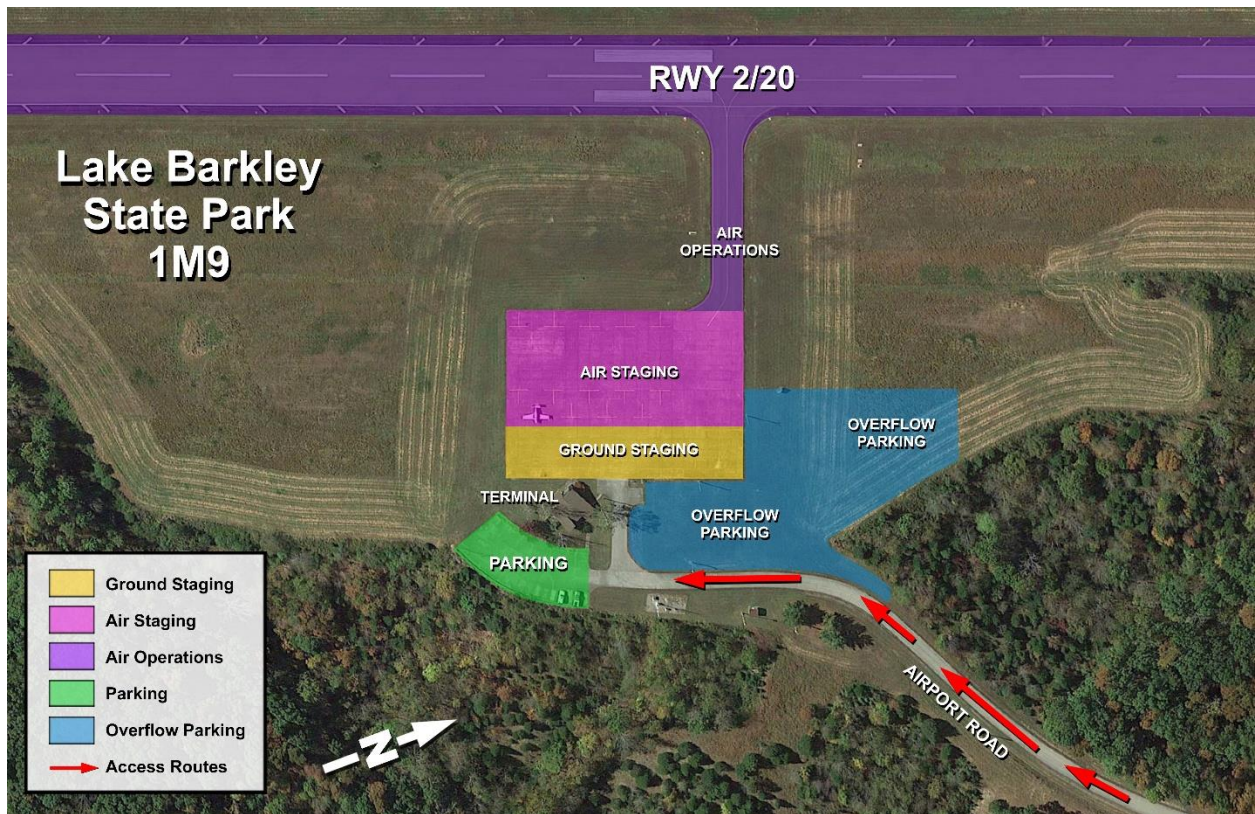 RWY 2/20
Lake Barkley
State Park
1M9
AIR
OPERATIONS
AIR STAGING
OVERFLOW
PARKING
GROUND STAGING
TERMINAL
OVERFLOW
PARKING
PARKING
AIRPORT ROAD
Ground Staging
Air Staging
Air Operations
Parking
Overflow Parking
Access Routes
N